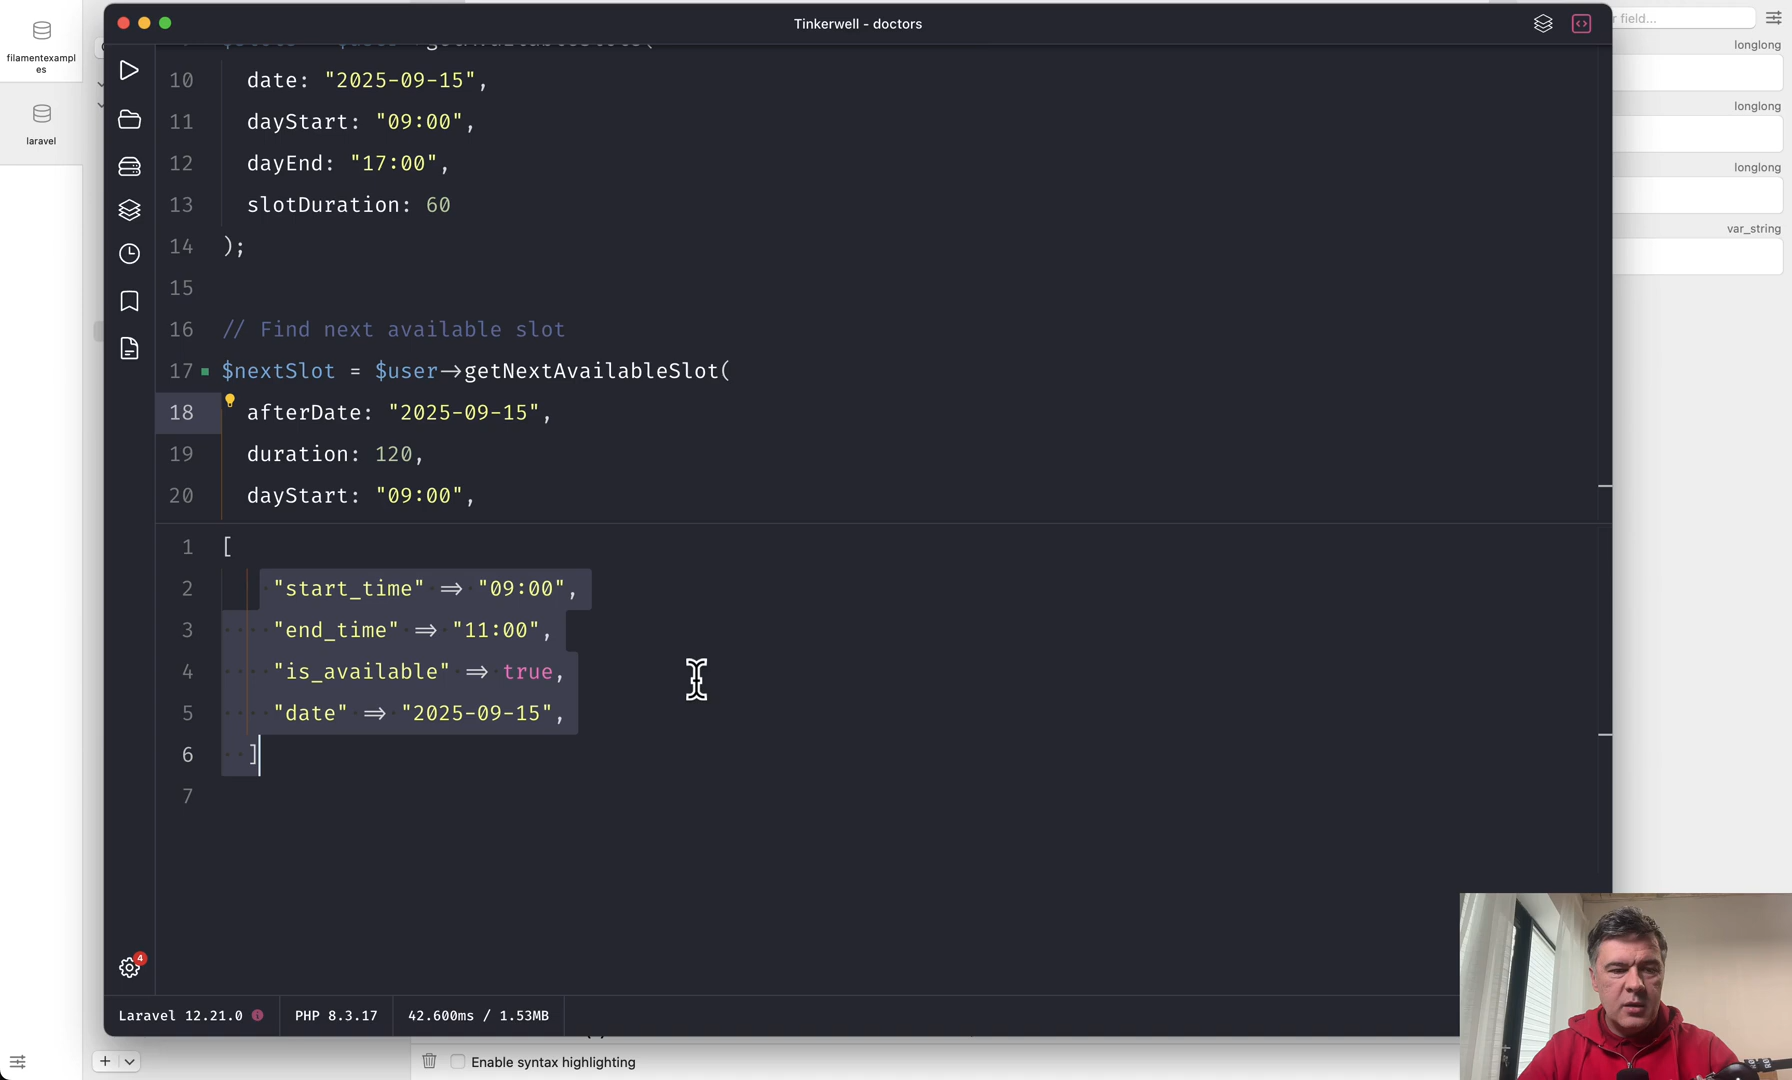 Tinkerwell - doctors
r field...
filamentexampl
es
laravel
longlong
longlong
longlong
var_string
10 date: "2025-09-15",
11 dayStart: "09:00",
12 dayEnd: "17:00",
13 slotDuration: 60
14 );
15
16 // Find next available slot
17 $nextSlot = $user->getNextAvailableSlot(
18 afterDate: "2025-09-15",
19 duration: 120,
20 dayStart: "09:00",
1 [
2 "start_time" => "09:00",
3 "end_time" => "11:00",
4 "is_available" => true,
5 "date" => "2025-09-15",
6 ]
7
4
Laravel 12.21.0 PHP 8.3.17 42.600ms / 1.53MB
Enable syntax highlighting